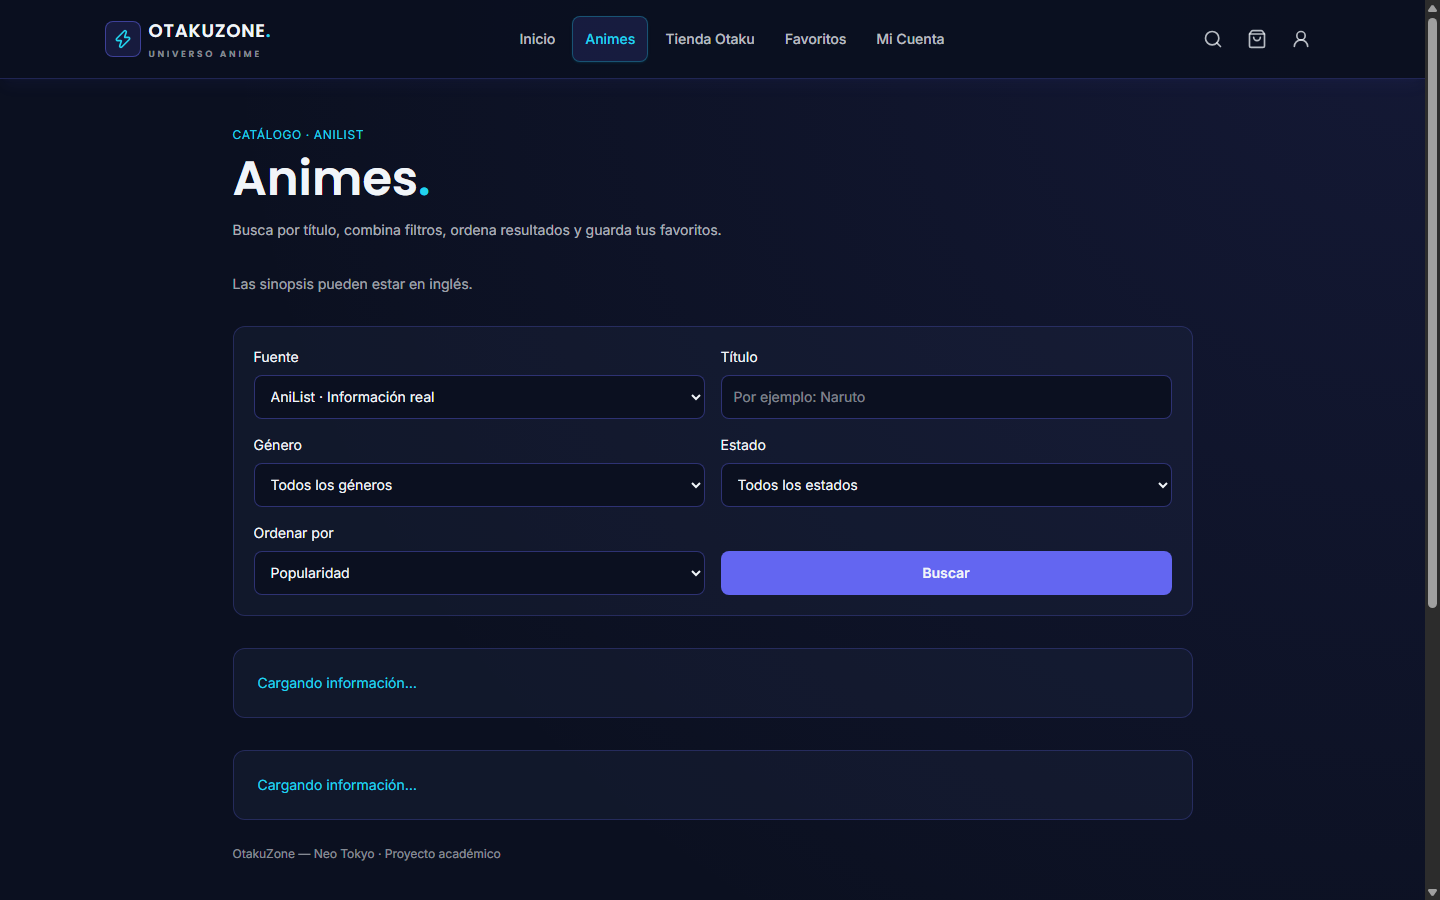 OTAKUZONE.
UNIVERSO ANIME
Inicio
Animes
Tienda Otaku
Favoritos
Mi Cuenta
CATÁLOGO · ANILIST
Animes.
Busca por título, combina filtros, ordena resultados y guarda tus favoritos.
Las sinopsis pueden estar en inglés.
Fuente
Título
AniList · Información real
Por ejemplo: Naruto
Género
Estado
Todos los géneros
Todos los estados
Ordenar por
Popularidad
Buscar
Cargando información...
Cargando información...
OtakuZone — Neo Tokyo · Proyecto académico